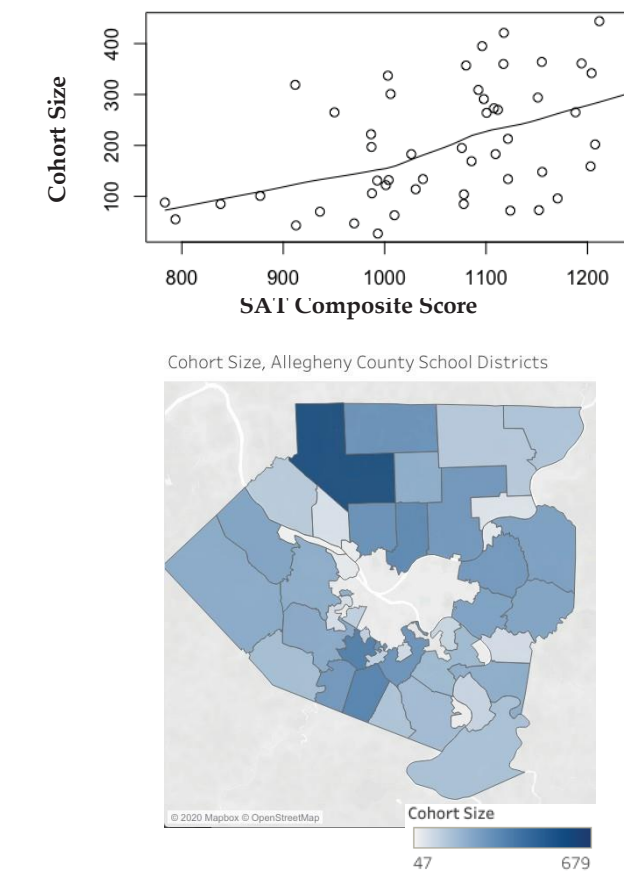 Cohort Size
400
300
200
100
800 900 1000 1100 1200
SAT Composite Score
Cohort Size, Allegheny County School Districts
© 2020 Mapbox © OpenStreetMap
Cohort Size
47 679